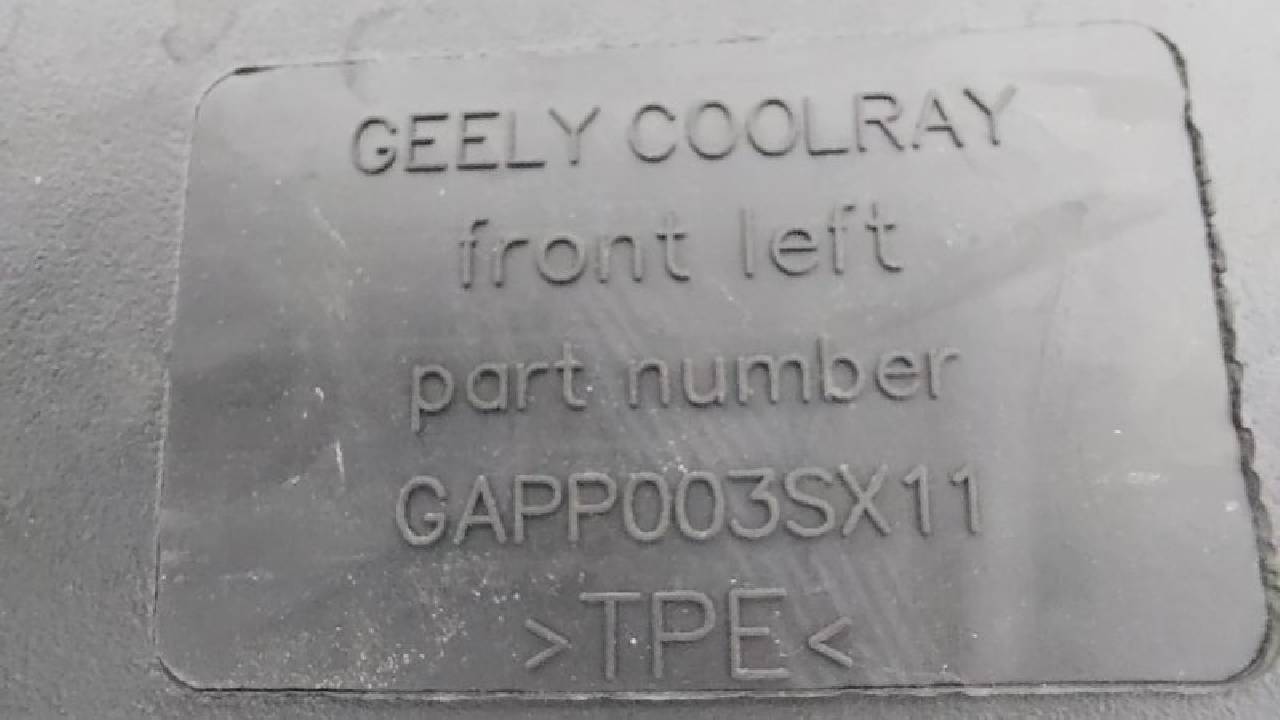 GEELY COOLRAY
front left
part number
GAPP003SX11
>TPE<